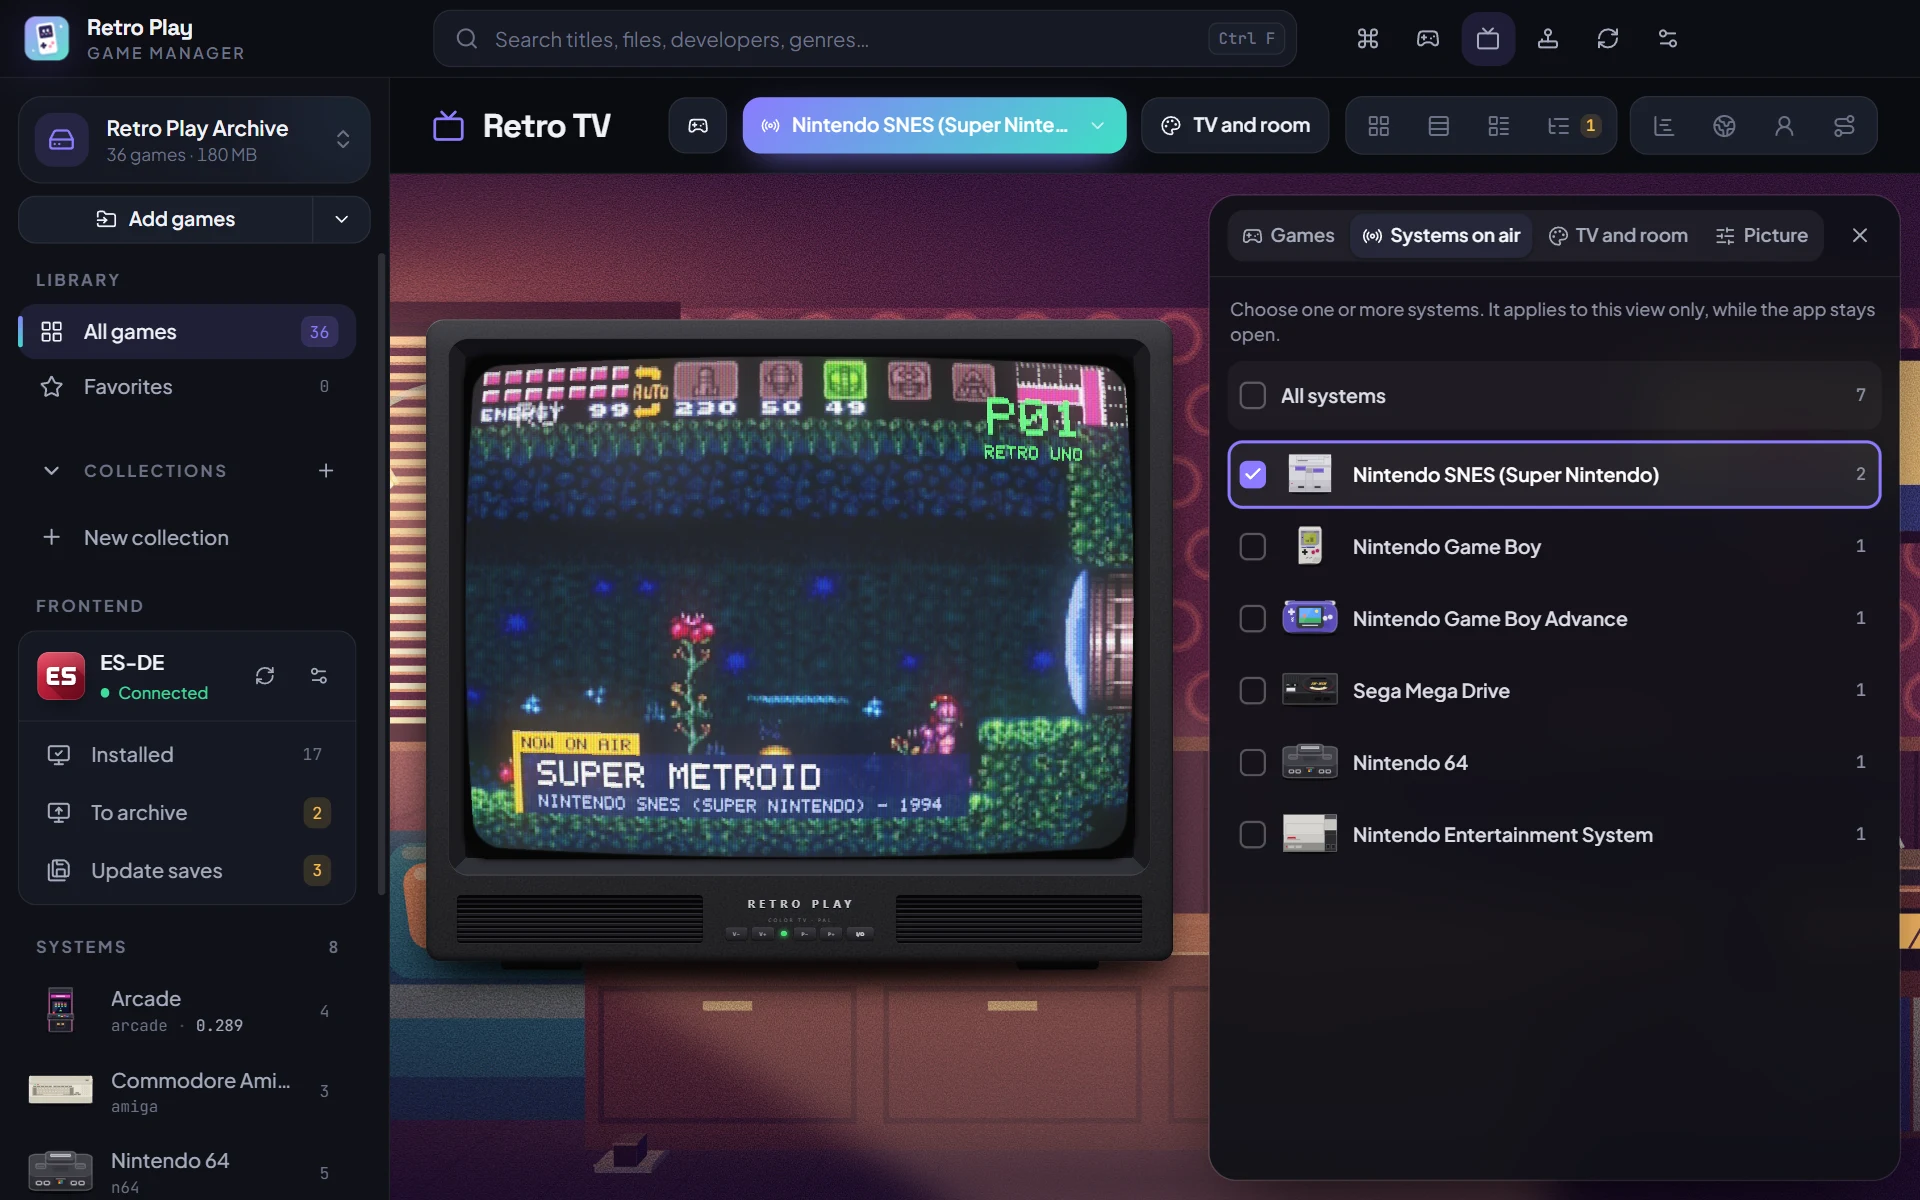 Retro Play
GAME MANAGER
Search titles, files, developers, genres...
Ctrl F
Retro Play Archive
36 games · 180 MB
Add games
LIBRARY
All games
36
Favorites
0
COLLECTIONS
New collection
FRONTEND
ES
ES-DE
Connected
Installed
17
To archive
2
Update saves
3
SYSTEMS
8
Arcade
arcade · 0.289
4
Commodore Ami...
amiga
3
Nintendo 64
n64
5
Retro TV
Nintendo SNES (Super Ninte...
TV and room
1
AUTO
ENERGY 99
230
50
49
P01
RETRO UNO
NOW ON AIR
SUPER METROID
NINTENDO SNES (SUPER NINTENDO) - 1994
RETRO PLAY
COLOR TV · PAL
V-
V+
P-
P+
I/O
Games
Systems on air
TV and room
Picture
Choose one or more systems. It applies to this view only, while the app stays
open.
All systems
7
Nintendo SNES (Super Nintendo)
2
Nintendo Game Boy
1
Nintendo Game Boy Advance
1
Sega Mega Drive
1
Nintendo 64
1
Nintendo Entertainment System
1